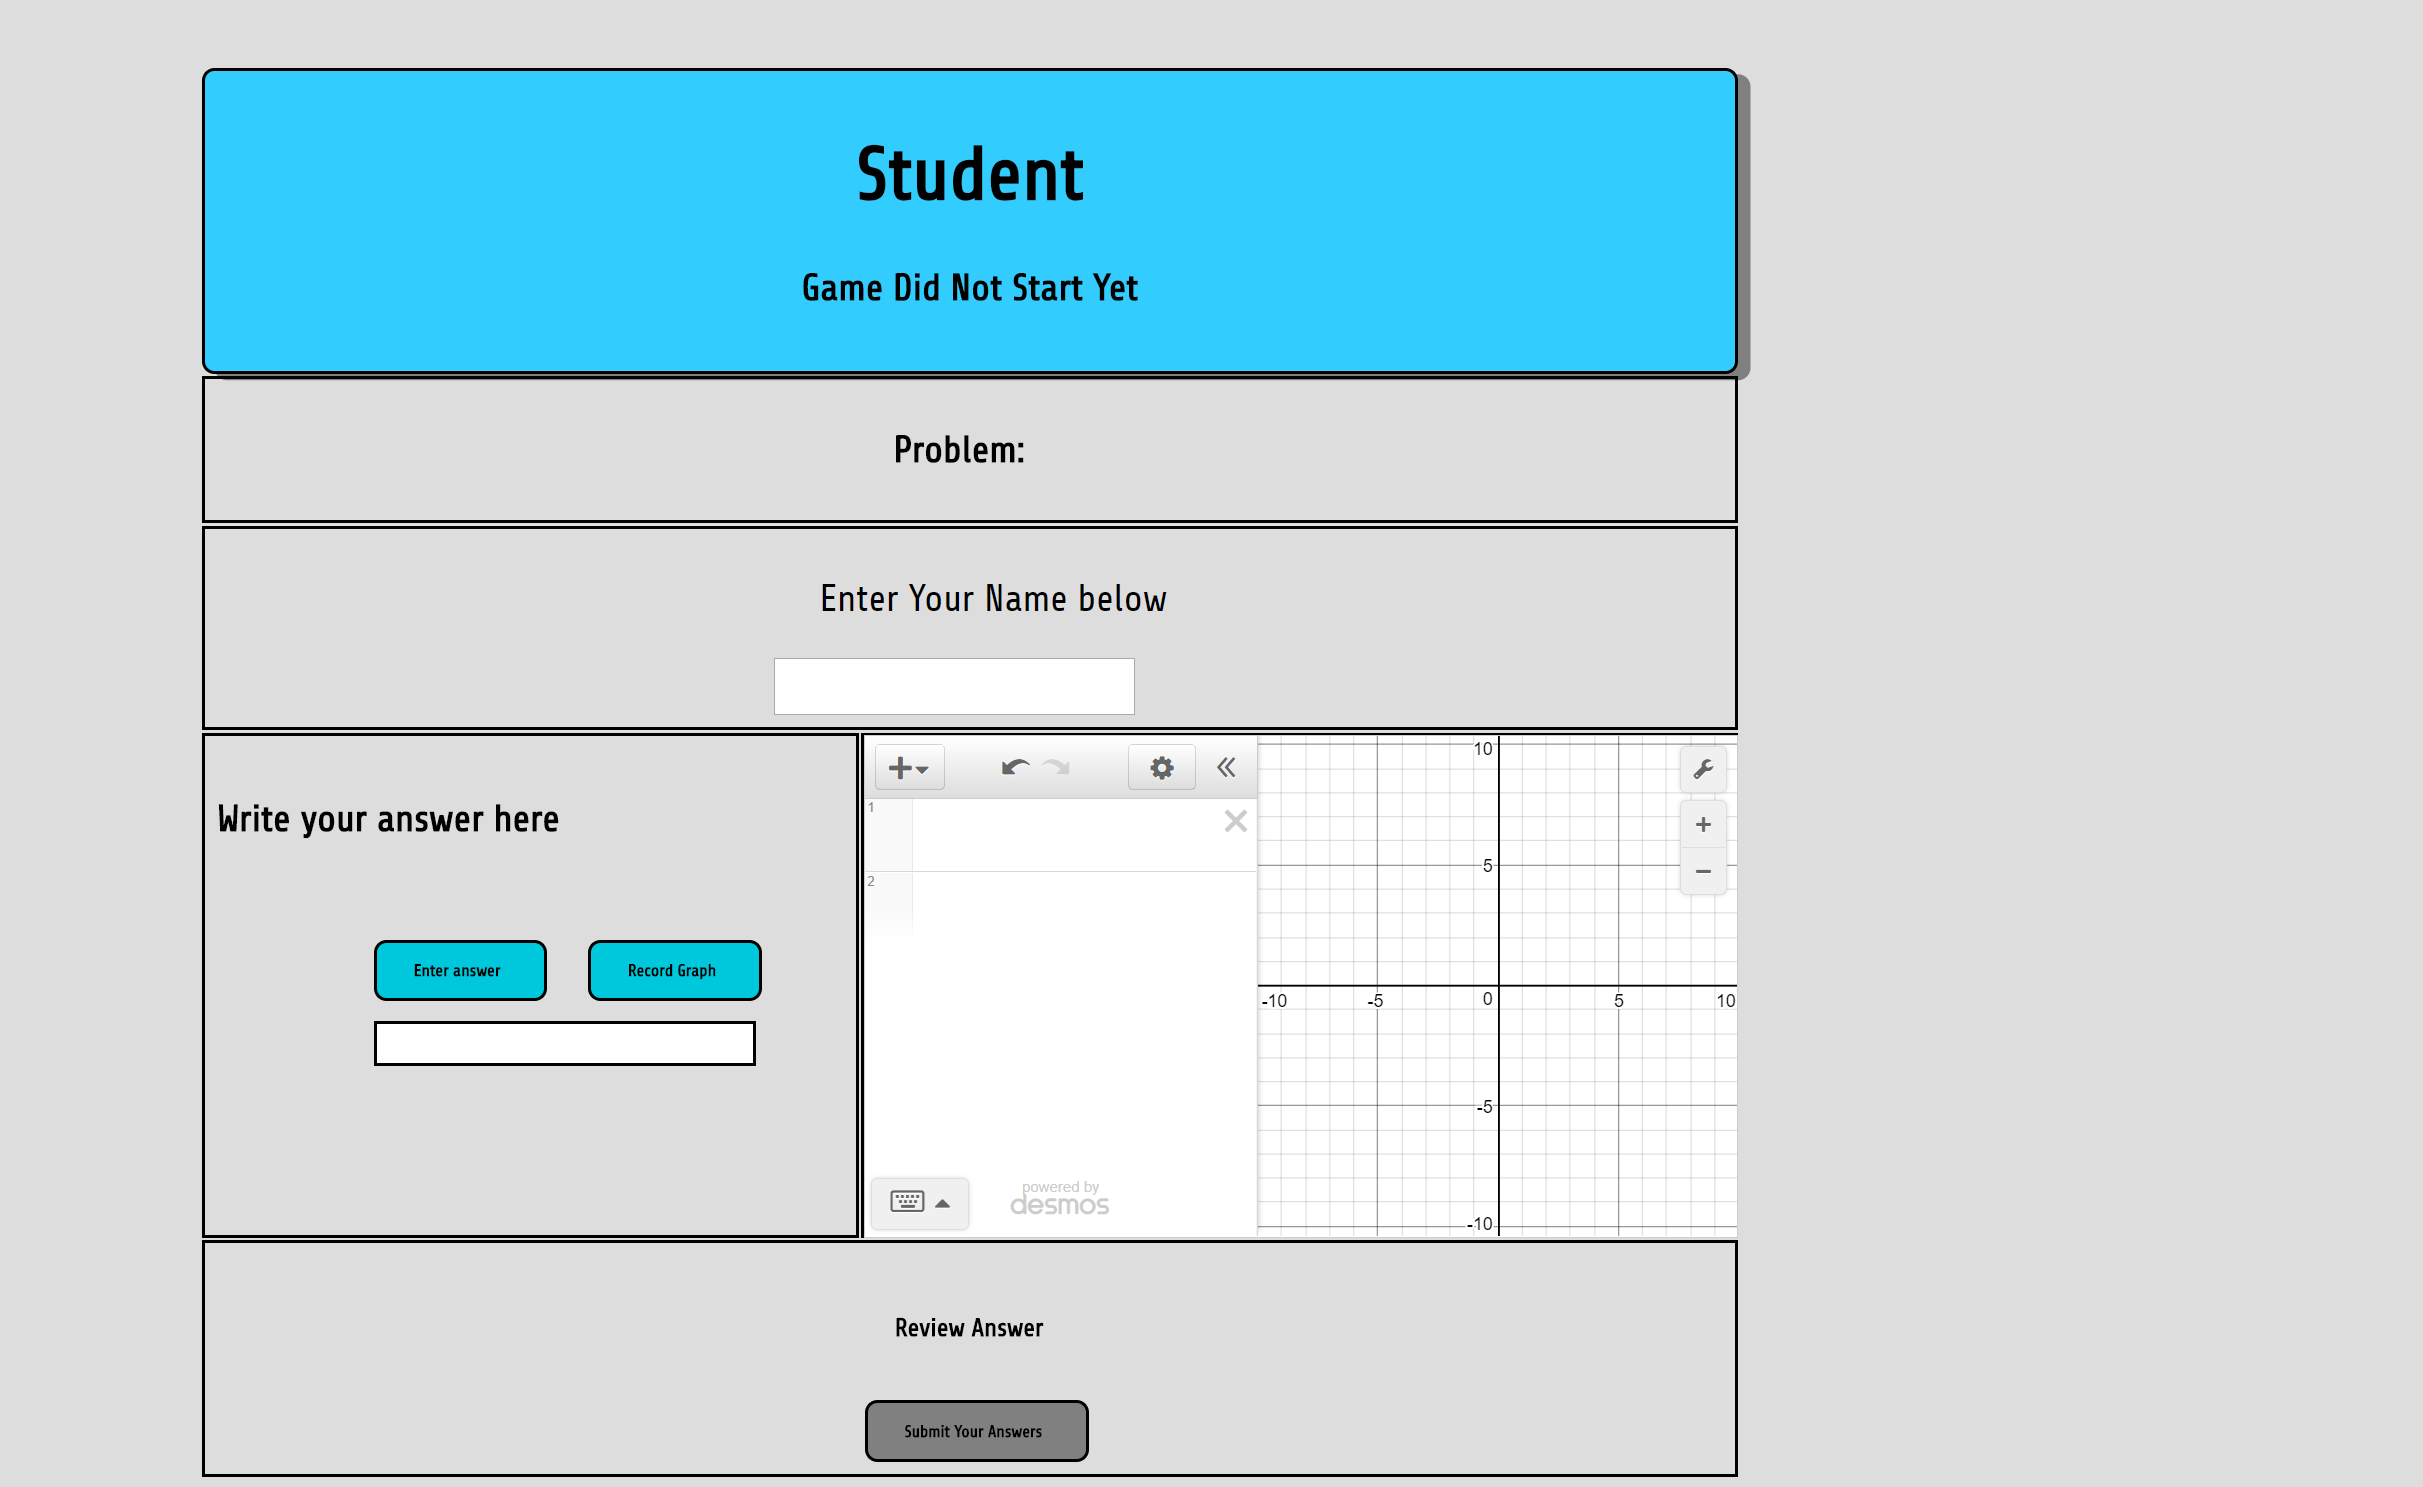 Student
Game Did Not Start Yet
Problem:
Enter Your Name below
Write your answer here
Enter answer
Record Graph
1
2
powered by
desmos
10
5
-10
-5
0
5
10
-5
-10
Review Answer
Submit Your Answers